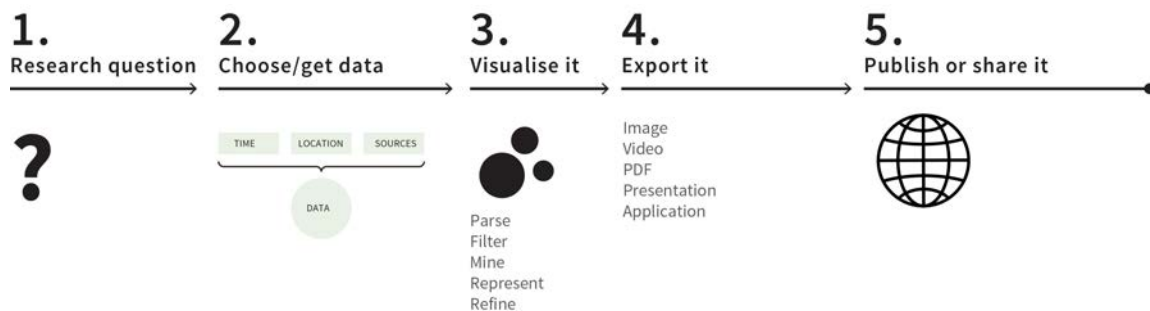 1.
Research question
?
2.
Choose/get data
TIME
LOCATION
SOURCES
DATA
3.
Visualise it
Parse
Filter
Mine
Represent
Refine
4.
Export it
Image
Video
PDF
Presentation
Application
5.
Publish or share it